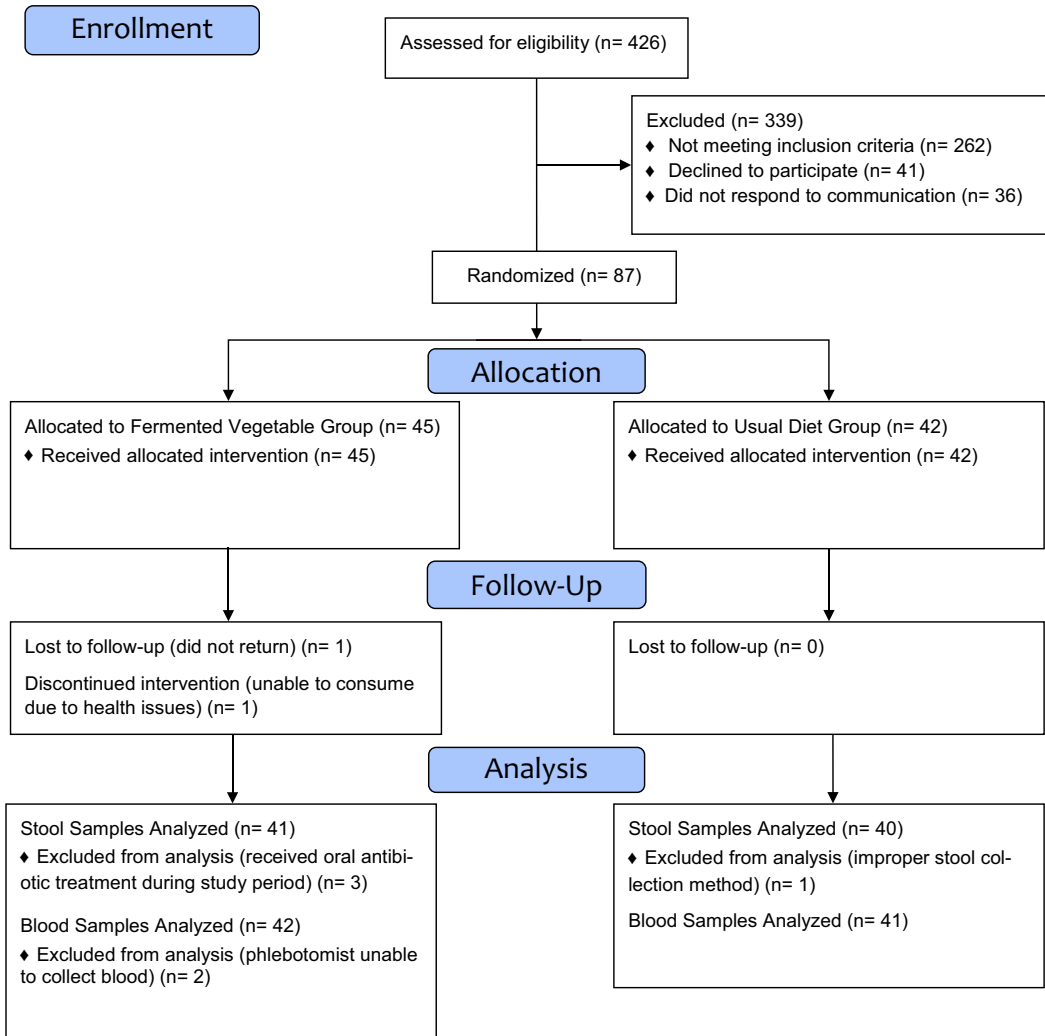 Enrollment
Assessed for eligibility (n= 426)
Excluded (n= 339)
♦ Not meeting inclusion criteria (n= 262)
♦ Declined to participate (n= 41)
♦ Did not respond to communication (n= 36)
Randomized (n= 87)
Allocation
Allocated to Fermented Vegetable Group (n= 45)
♦ Received allocated intervention (n= 45)
Allocated to Usual Diet Group (n= 42)
♦ Received allocated intervention (n= 42)
Follow-Up
Lost to follow-up (did not return) (n= 1)
Discontinued intervention (unable to consume
due to health issues) (n= 1)
Lost to follow-up (n= 0)
Analysis
Stool Samples Analyzed (n= 41)
♦ Excluded from analysis (received oral antibi-
otic treatment during study period) (n= 3)
Blood Samples Analyzed (n= 42)
♦ Excluded from analysis (phlebotomist unable
to collect blood) (n= 2)
Stool Samples Analyzed (n= 40)
♦ Excluded from analysis (improper stool col-
lection method) (n= 1)
Blood Samples Analyzed (n= 41)